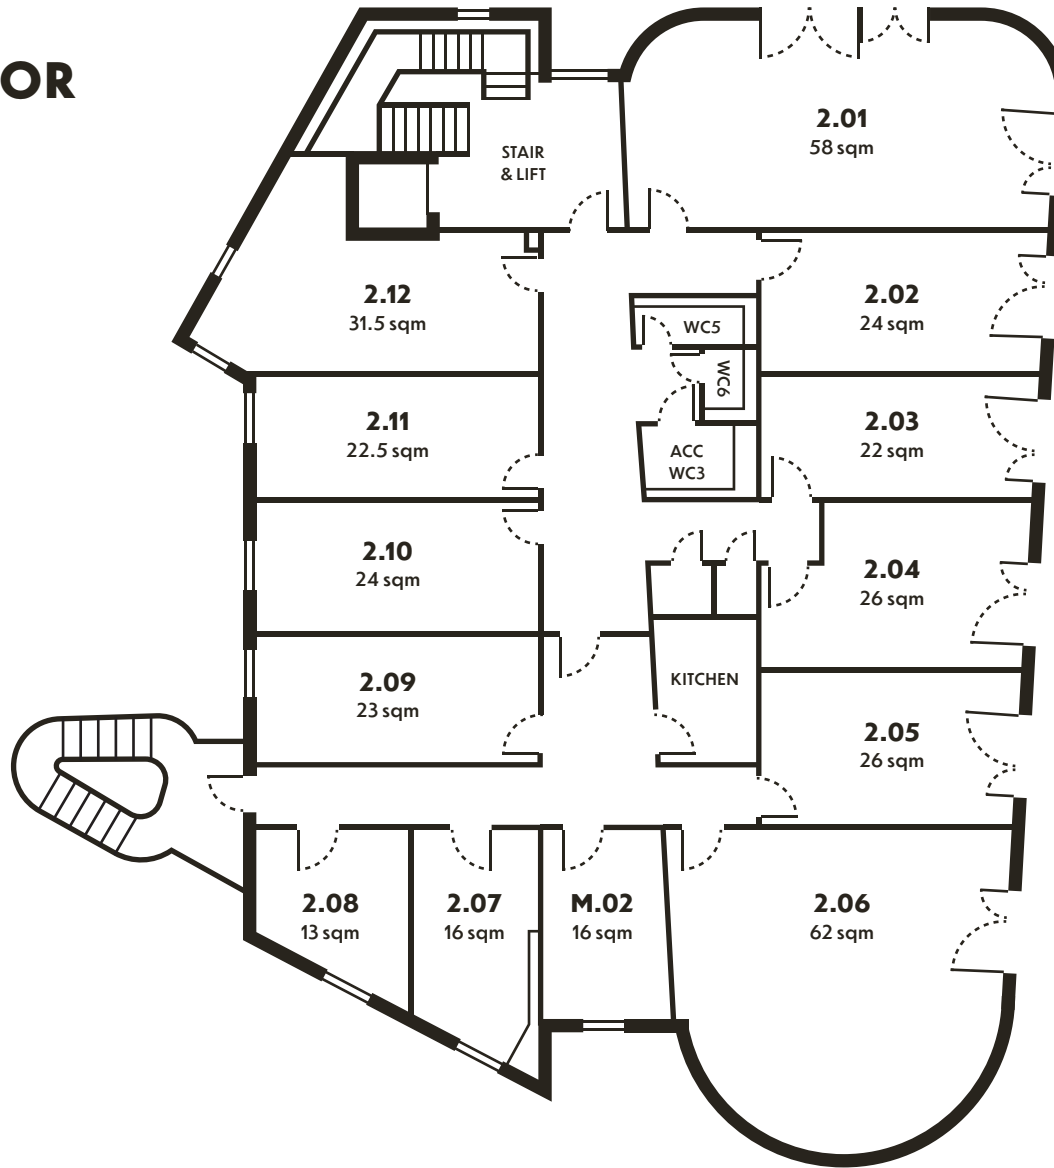 OR
2.01
58 sqm
STAIR
& LIFT
2.12
31.5 sqm
2.02
24 sqm
WC5
WC6
2.11
22.5 sqm
2.03
22 sqm
ACC
WC3
2.10
24 sqm
2.04
26 sqm
2.09
23 sqm
KITCHEN
2.05
26 sqm
2.08
13 sqm
2.07
16 sqm
M.02
16 sqm
2.06
62 sqm